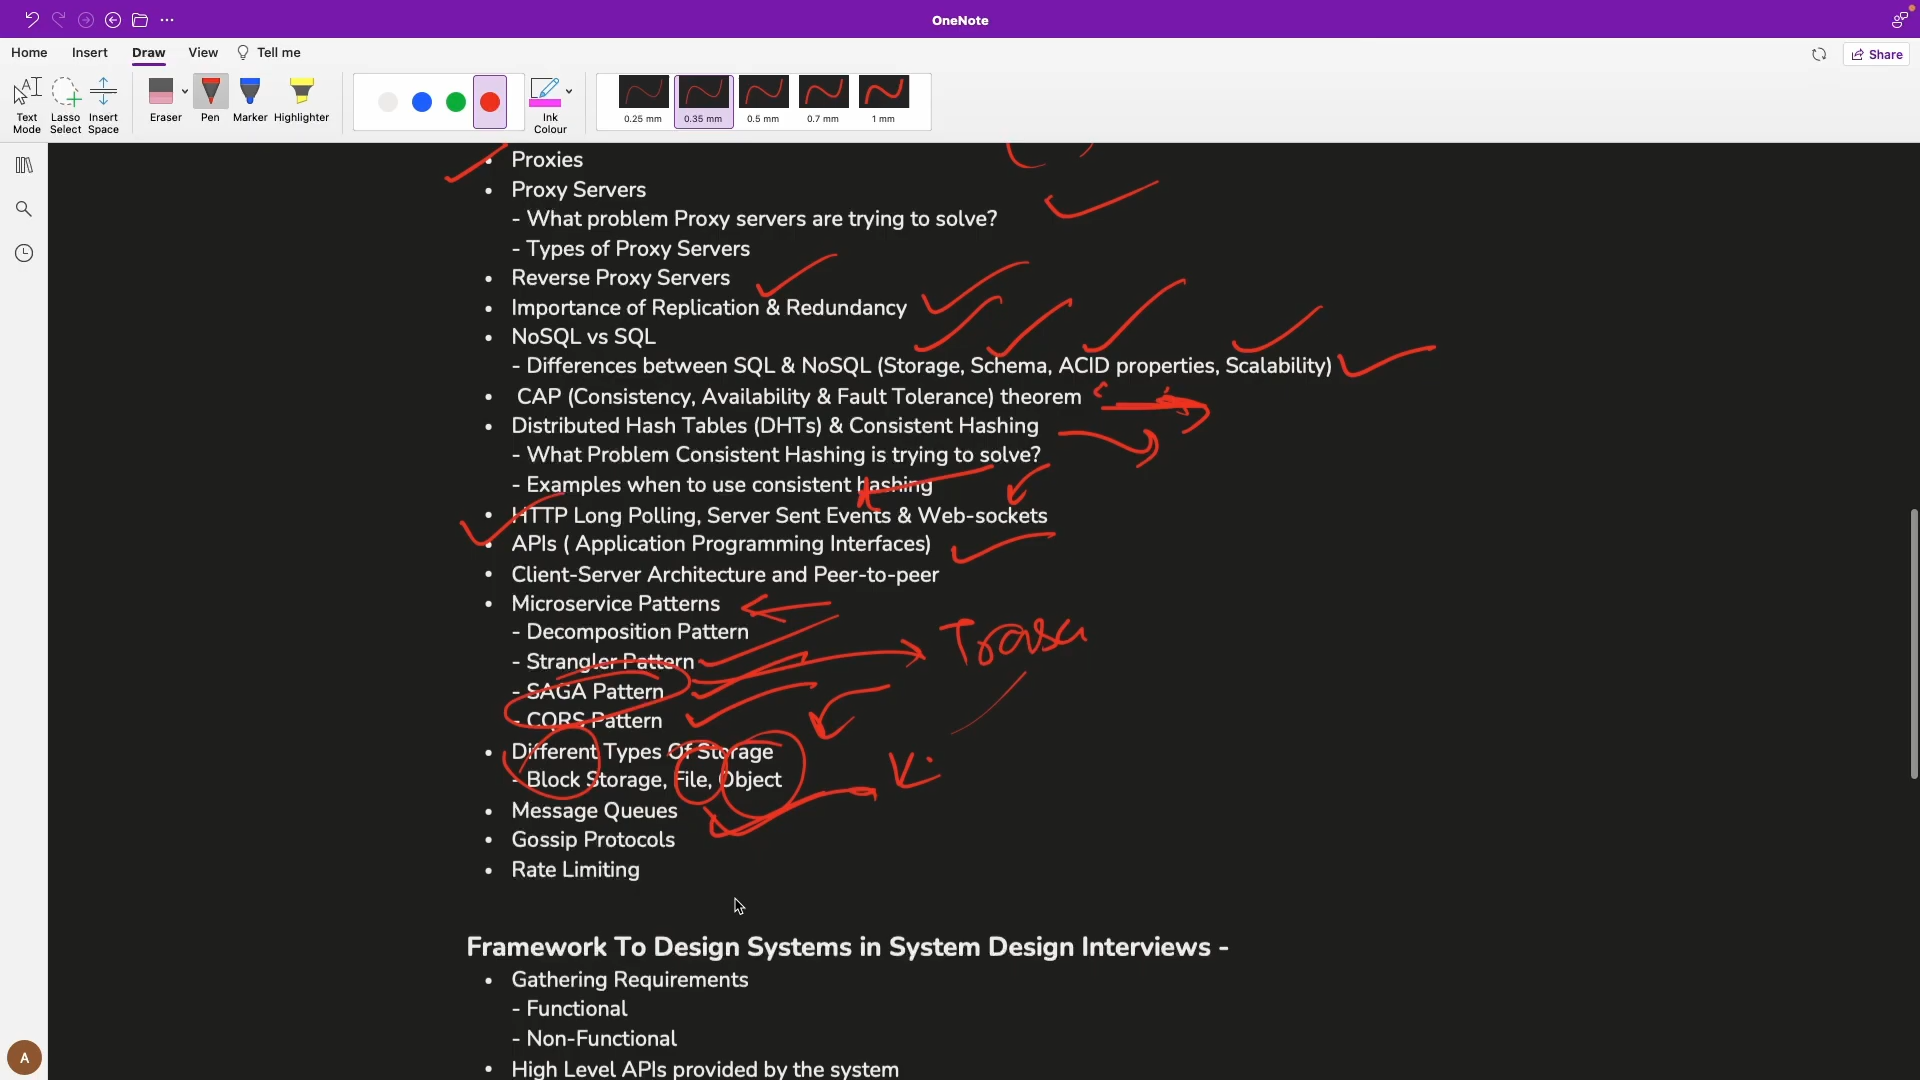 OneNote
Home Insert Draw View Tell me
Share
Text Mode
Lasso Select
Insert Space
Eraser
Pen
Marker
Highlighter
Ink Colour
0.25 mm
0.35 mm
0.5 mm
0.7 mm
1 mm
• Proxies
• Proxy Servers
- What problem Proxy servers are trying to solve?
- Types of Proxy Servers
• Reverse Proxy Servers
• Importance of Replication & Redundancy
• NoSQL vs SQL
- Differences between SQL & NoSQL (Storage, Schema, ACID properties, Scalability)
• CAP (Consistency, Availability & Fault Tolerance) theorem
• Distributed Hash Tables (DHTs) & Consistent Hashing
- What Problem Consistent Hashing is trying to solve?
- Examples when to use consistent hashing
• HTTP Long Polling, Server Sent Events & Web-sockets
• APIs ( Application Programming Interfaces)
• Client-Server Architecture and Peer-to-peer
• Microservice Patterns
- Decomposition Pattern
- Strangler Pattern
- SAGA Pattern
- CQRS Pattern
• Different Types Of Storage
- Block Storage, File, Object
• Message Queues
• Gossip Protocols
• Rate Limiting
Framework To Design Systems in System Design Interviews -
• Gathering Requirements
- Functional
- Non-Functional
• High Level APIs provided by the system
A